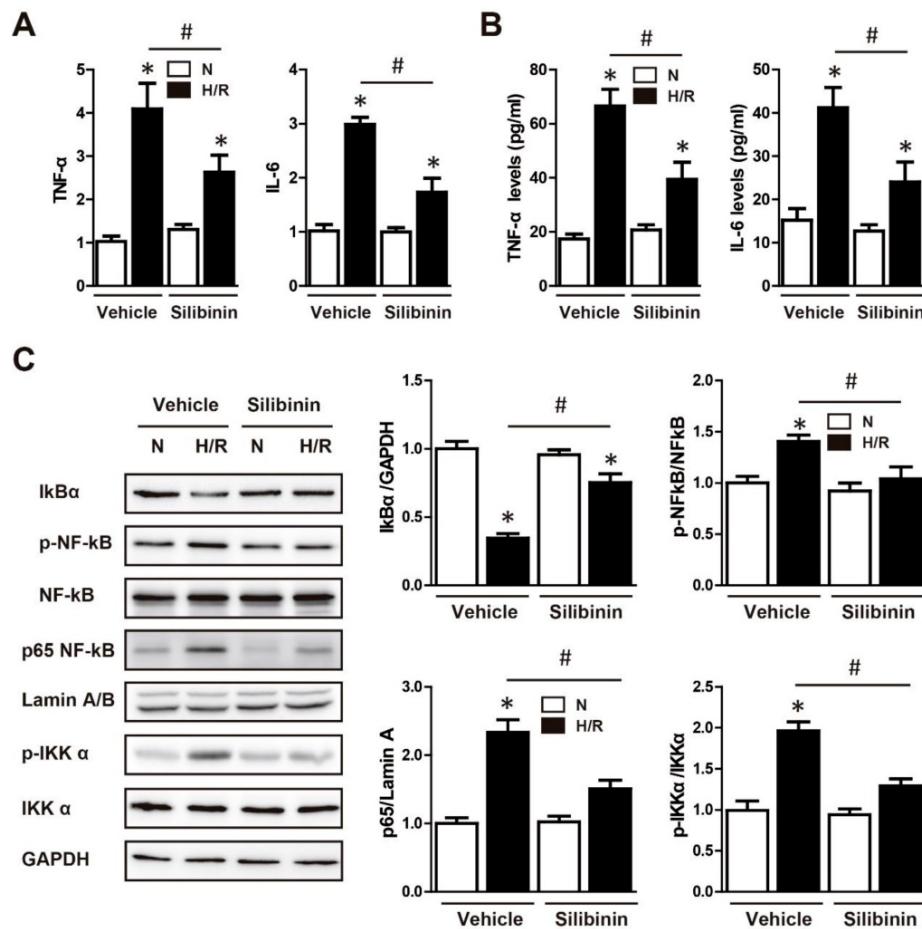 A
TNF-α
5
4
3
2
1
0
*
#
*
N
H/R
Vehicle Silibinin
IL-6
4
3
2
1
0
*
#
*
Vehicle Silibinin
B
TNF-α levels (pg/ml)
80
60
40
20
0
*
#
*
Vehicle Silibinin
IL-6 levels (pg/ml)
50
40
30
20
10
0
*
#
*
Vehicle Silibinin
C
Vehicle Silibinin
N H/R N H/R
IkBα
p-NF-kB
NF-kB
p65 NF-kB
Lamin A/B
p-IKK α
IKK α
GAPDH
IkBα /GAPDH
1.5
1.0
0.5
0.0
*
#
*
Vehicle Silibinin
p-NFkB/NFkB
2.0
1.5
1.0
0.5
0.0
*
#
N
H/R
Vehicle Silibinin
p65/Lamin A
3.0
2.0
1.0
0.0
*
#
N
H/R
Vehicle Silibinin
p-IKKα/IKKα
2.5
2.0
1.5
1.0
0.5
0.0
*
#
Vehicle Silibinin